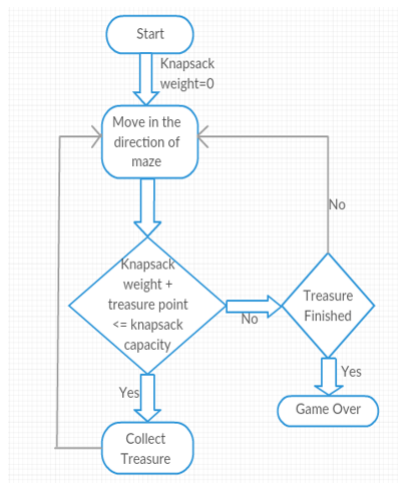 Start
Knapsack
weight=0
Move in the
direction of
maze
No
Knapsack
weight +
treasure point
<= knapsack
capacity
No
Treasure
Finished
Yes
Yes
Game Over
Collect
Treasure